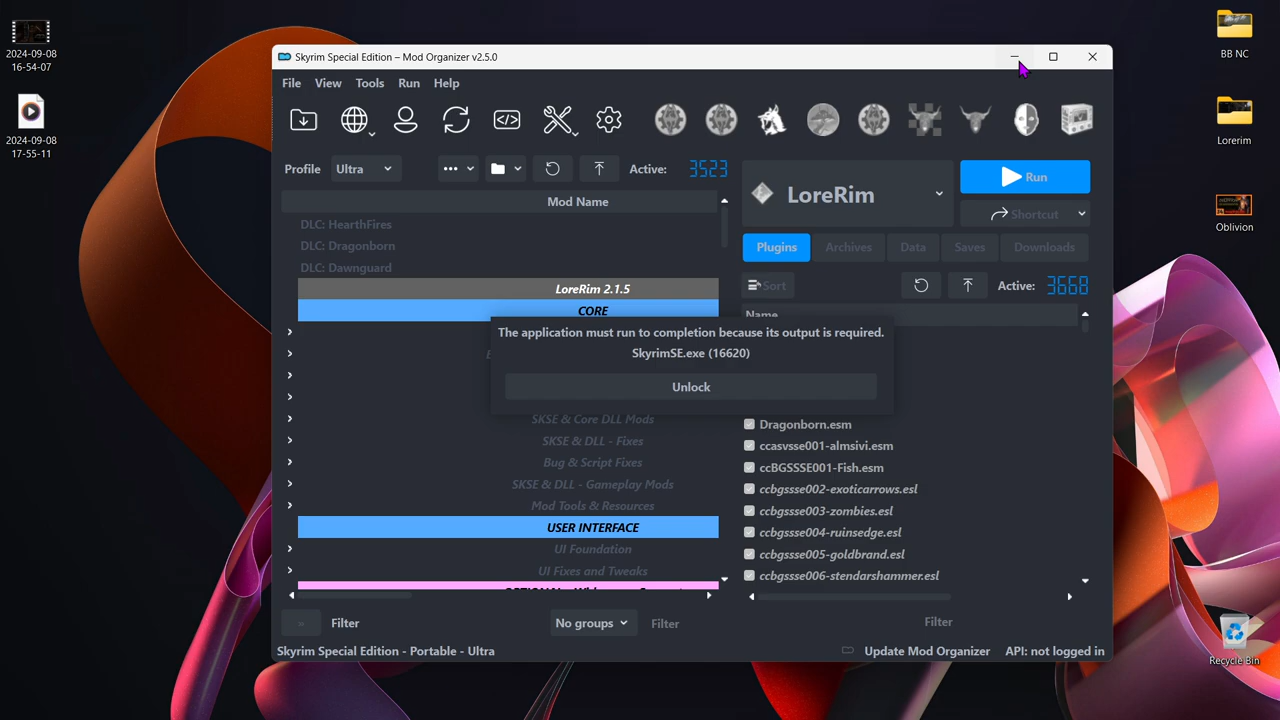 2024-09-08
16-54-07
2024-09-08
17-55-11
Skyrim Special Edition – Mod Organizer v2.5.0
File View Tools Run Help
Profile Ultra Active: 3523
Mod Name
DLC: HearthFires
DLC: Dragonborn
DLC: Dawnguard
LoreRim 2.1.5
CORE
SKSE & Core DLL Mods
SKSE & DLL - Fixes
Bug & Script Fixes
SKSE & DLL - Gameplay Mods
Mod Tools & Resources
USER INTERFACE
UI Foundation
UI Fixes and Tweaks
Filter No groups Filter
LoreRim
Run
Shortcut
Plugins Archives Data Saves Downloads
Sort Active: 3668
Name
The application must run to completion because its output is required.
SkyrimSE.exe (16620)
Unlock
Dragonborn.esm
ccasvsse001-almsivi.esm
ccBGSSSE001-Fish.esm
ccbgssse002-exoticarrows.esl
ccbgssse003-zombies.esl
ccbgssse004-ruinsedge.esl
ccbgssse005-goldbrand.esl
ccbgssse006-stendarshammer.esl
Filter
Skyrim Special Edition - Portable - Ultra
Update Mod Organizer API: not logged in
BB NC
Lorerim
Oblivion
Recycle Bin